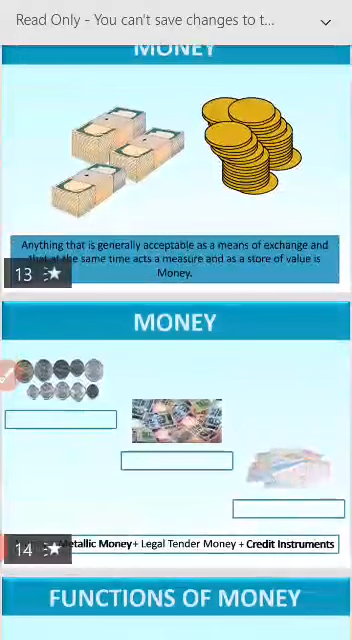 Read Only - You can't save changes to t...
MONEY
Anything that is generally acceptable as a means of exchange and
that at the same time acts a measure and as a store of value is
Money.
13
MONEY
14
Metallic Money+ Legal Tender Money + Credit Instruments
FUNCTIONS OF MONEY